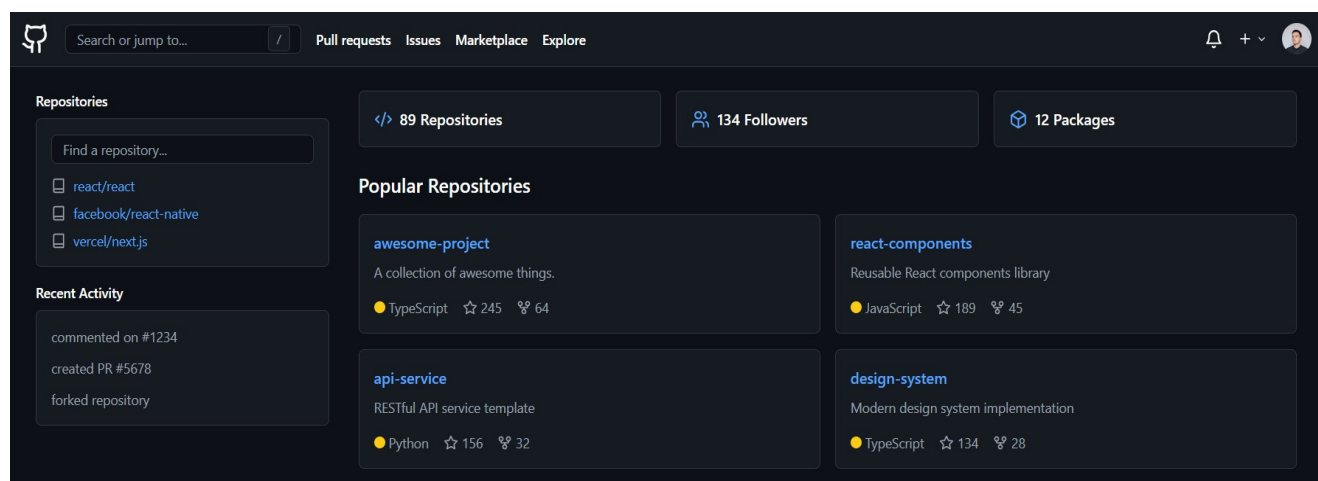 Search or jump to... / Pull requests Issues Marketplace Explore
Repositories
Find a repository...
react/react
facebook/react-native
vercel/next.js
Recent Activity
commented on #1234
created PR #5678
forked repository
89 Repositories
134 Followers
12 Packages
Popular Repositories
awesome-project
A collection of awesome things.
TypeScript 245 64
react-components
Reusable React components library
JavaScript 189 45
api-service
RESTful API service template
Python 156 32
design-system
Modern design system implementation
TypeScript 134 28